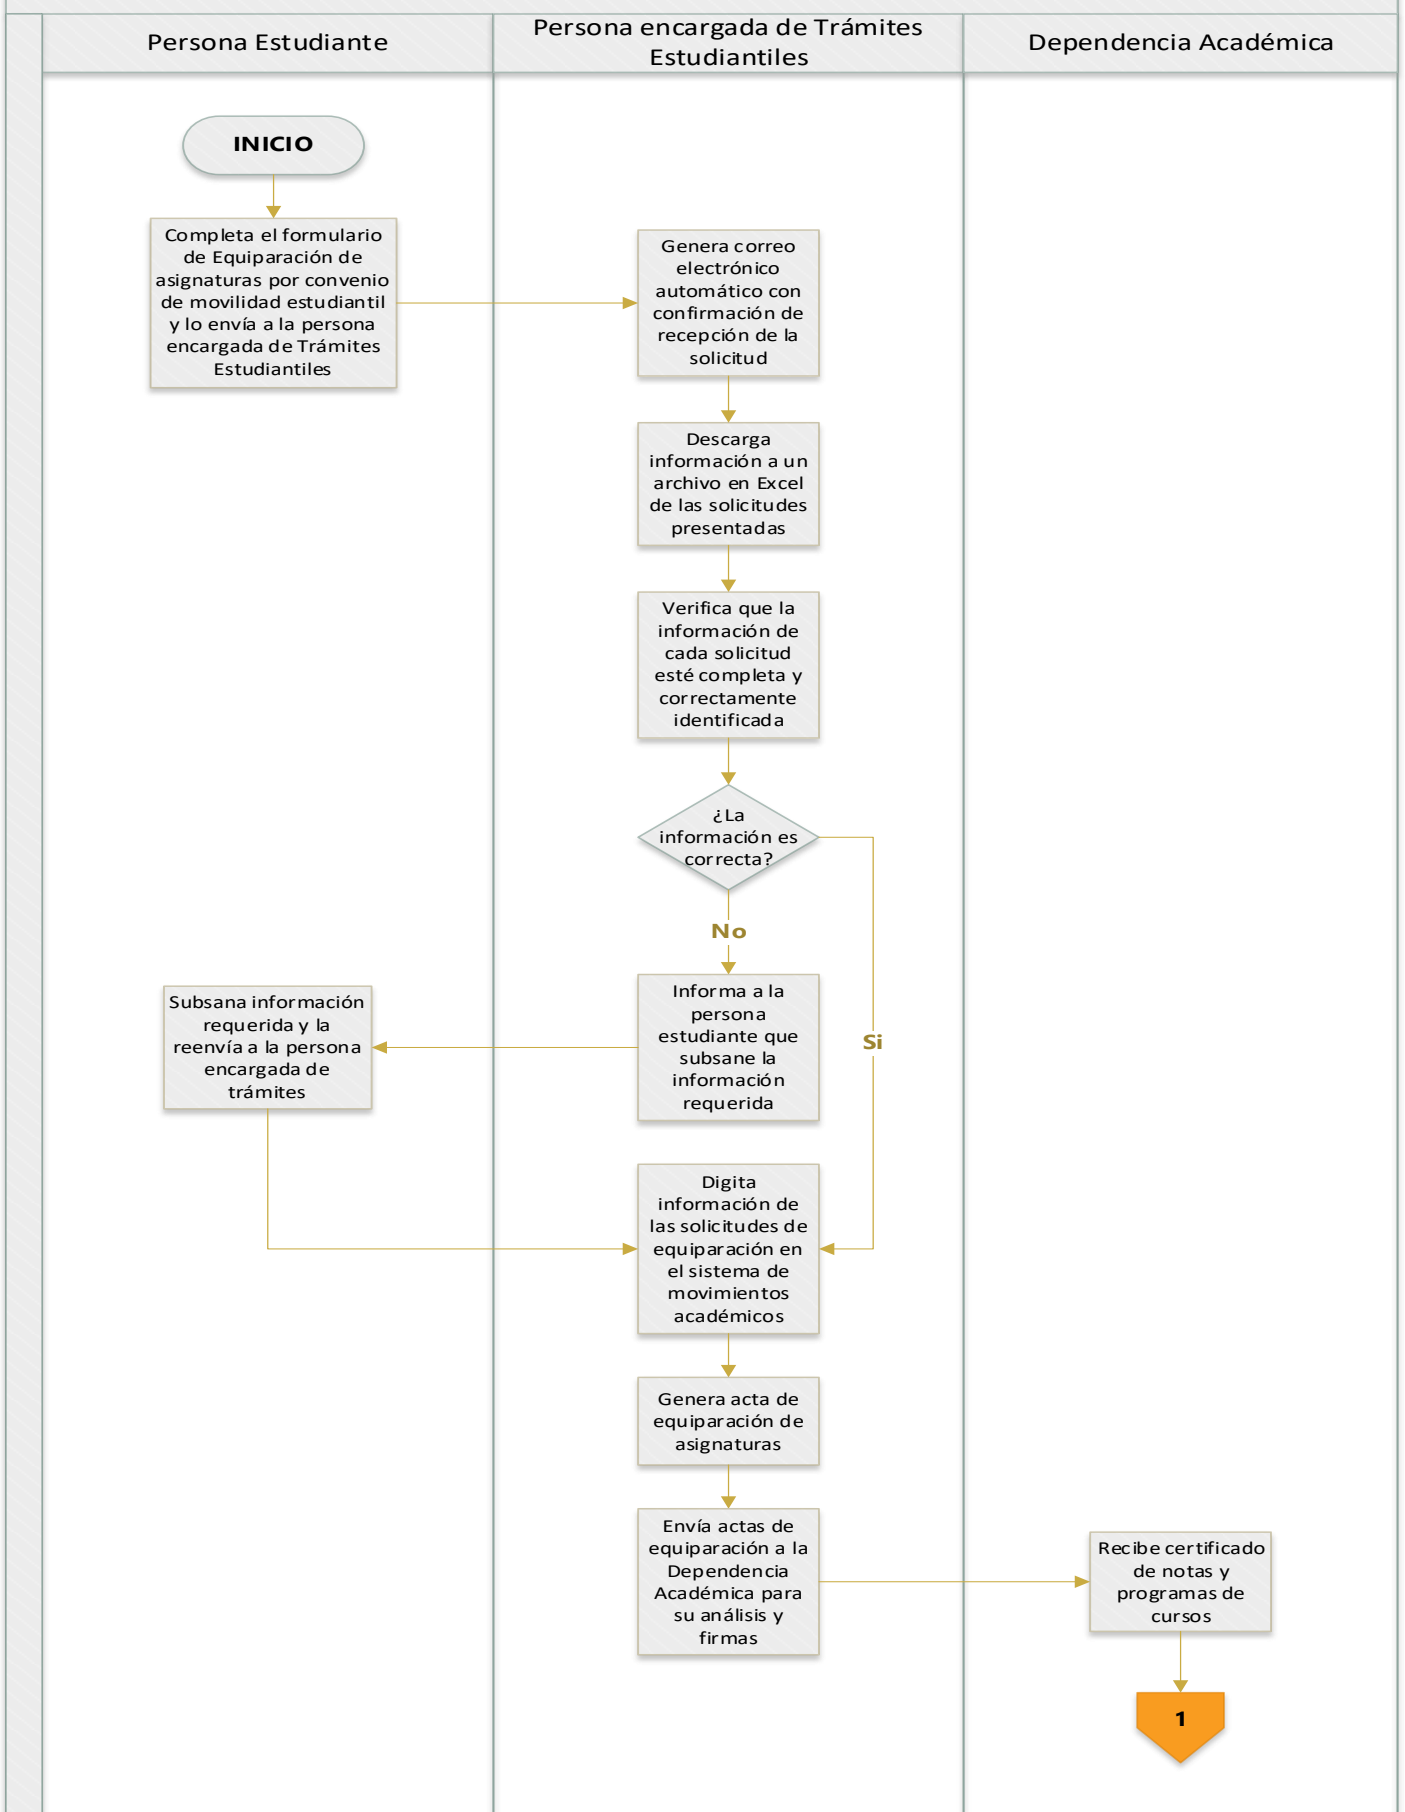 Persona Estudiante
Persona encargada de Trámites
Estudiantiles
Dependencia Académica
INICIO
Completa el formulario
de Equiparación de
asignaturas por convenio
de movilidad estudiantil
y lo envía a la persona
encargada de Trámites
Estudiantiles
Genera correo
electrónico
automático con
confirmación de
recepción de la
solicitud
Descarga
información a un
archivo en Excel
de las solicitudes
presentadas
Verifica que la
información de
cada solicitud
esté completa y
correctamente
identificada
¿La
información es
correcta?
No
Si
Informa a la
persona
estudiante que
subsane la
información
requerida
Subsana información
requerida y la
reenvía a la persona
encargada de
trámites
Digita
información de
las solicitudes de
equiparación en
el sistema de
movimientos
académicos
Genera acta de
equiparación de
asignaturas
Envía actas de
equiparación a la
Dependencia
Académica para
su análisis y
firmas
Recibe certificado
de notas y
programas de
cursos
1